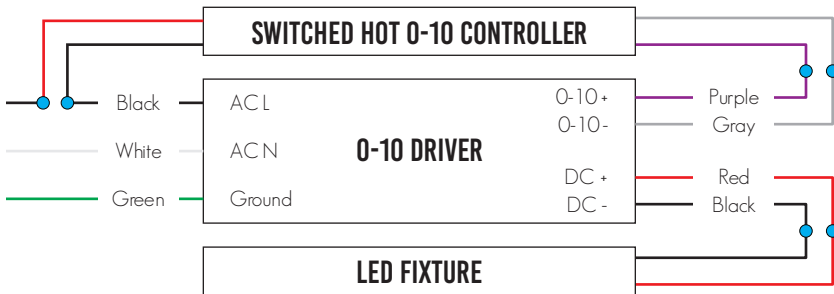 SWITCHED HOT 0-10 CONTROLLER
Black
AC L
0-10 +
Purple
0-10 -
Gray
White
AC N
0-10 DRIVER
DC +
Red
Green
Ground
DC -
Black
LED FIXTURE